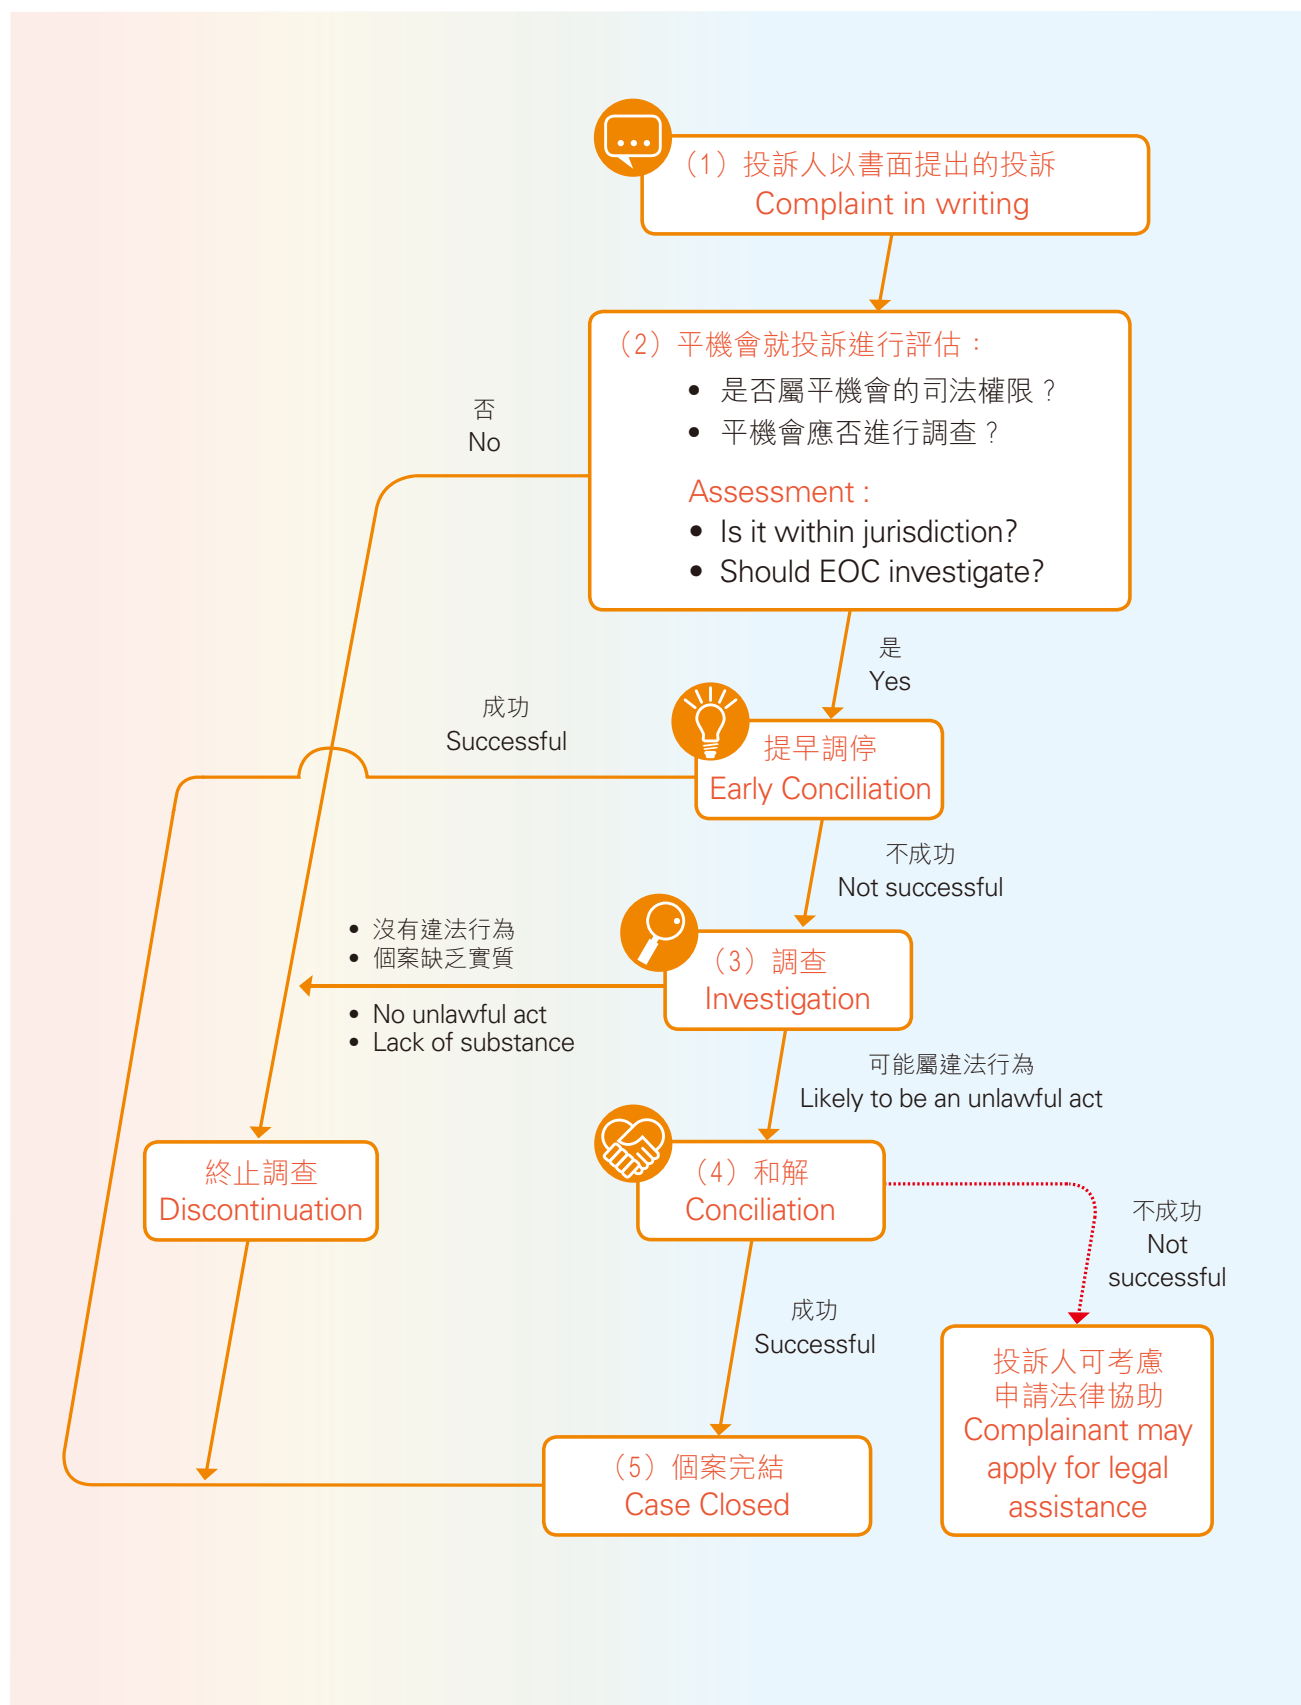 （1）投訴人以書面提出的投訴
Complaint in writing
（2）平機會就投訴進行評估：
• 是否屬平機會的司法權限？
• 平機會應否進行調查？
Assessment :
• Is it within jurisdiction?
• Should EOC investigate?
否
No
是
Yes
成功
Successful
提早調停
Early Conciliation
不成功
Not successful
• 沒有違法行為
• 個案缺乏實質
• No unlawful act
• Lack of substance
（3）調查
Investigation
可能屬違法行為
Likely to be an unlawful act
終止調查
Discontinuation
（4）和解
Conciliation
不成功
Not
successful
成功
Successful
投訴人可考慮
申請法律協助
Complainant may
apply for legal
assistance
（5）個案完結
Case Closed